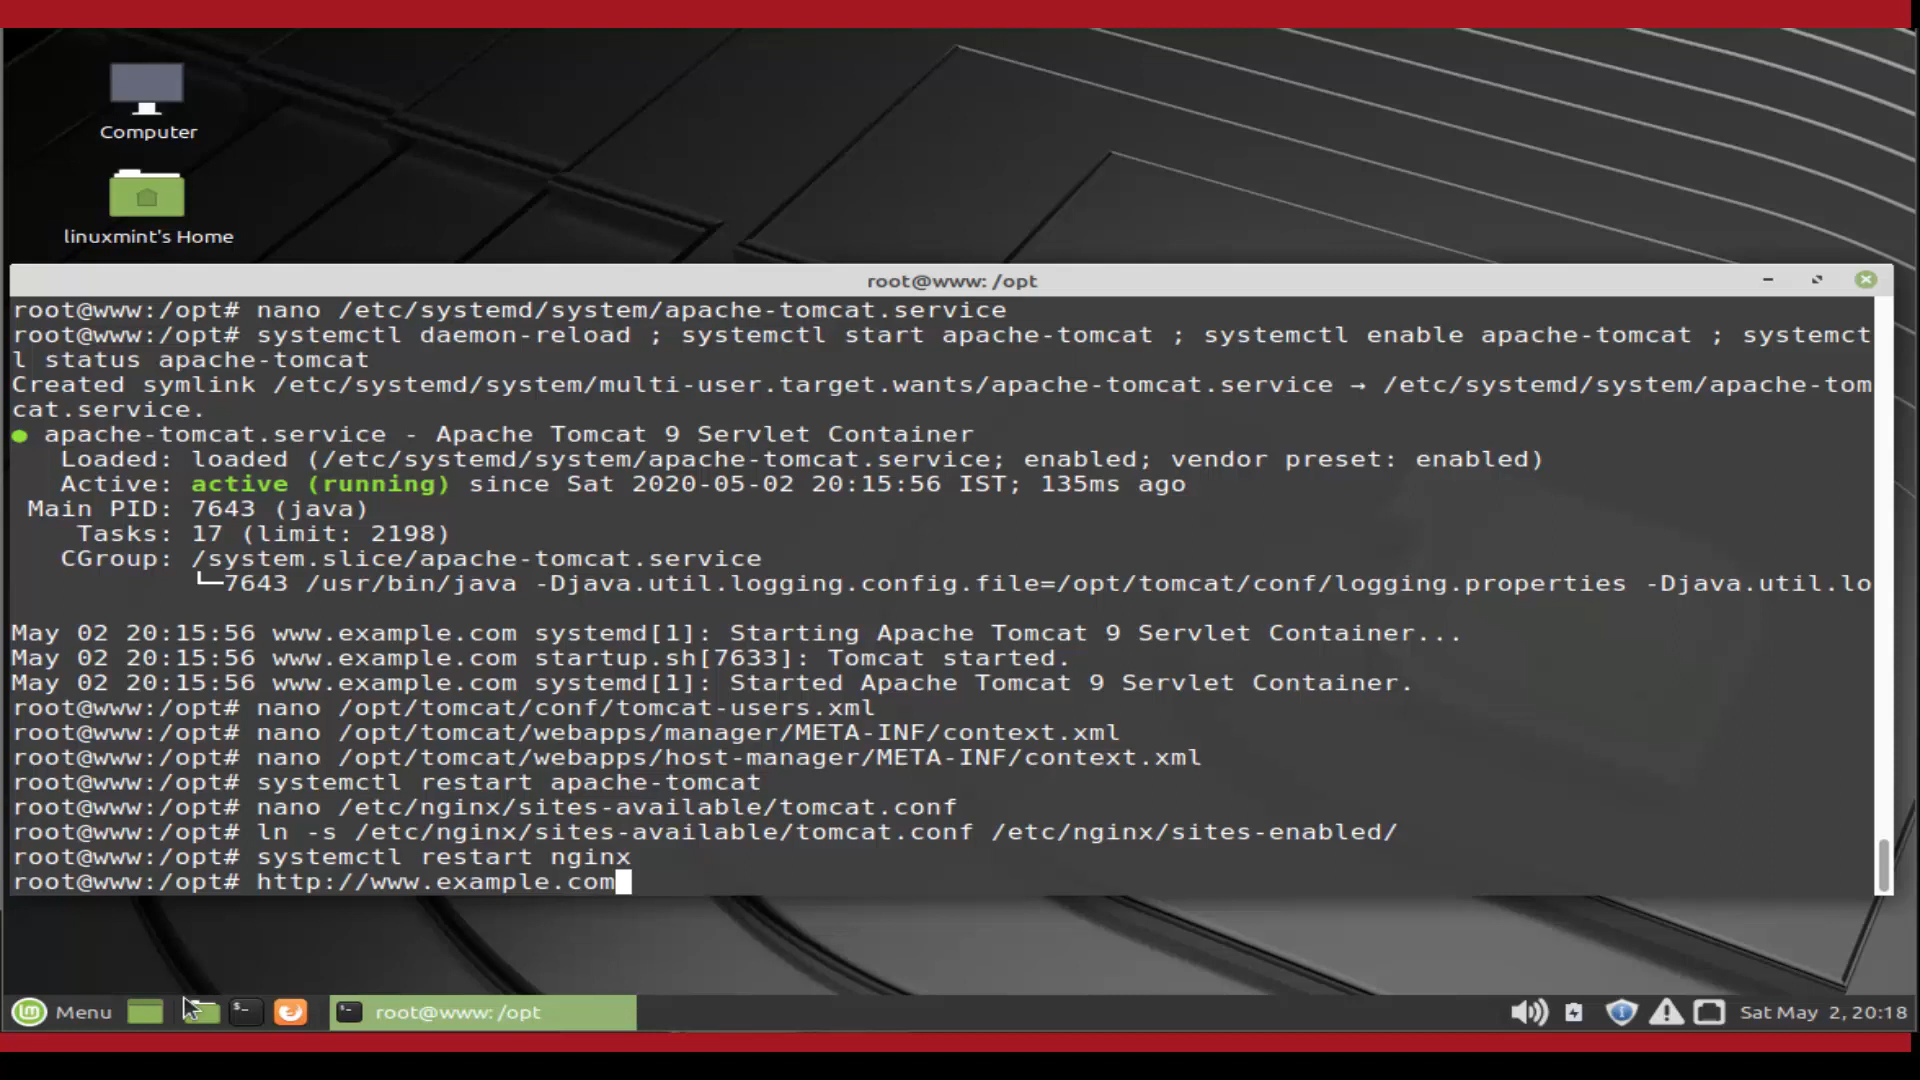 Computer
linuxmint's Home
root@www: /opt
root@www:/opt# nano /etc/systemd/system/apache-tomcat.service
root@www:/opt# systemctl daemon-reload ; systemctl start apache-tomcat ; systemctl enable apache-tomcat ; systemct
l status apache-tomcat
Created symlink /etc/systemd/system/multi-user.target.wants/apache-tomcat.service → /etc/systemd/system/apache-tom
cat.service.
● apache-tomcat.service - Apache Tomcat 9 Servlet Container
Loaded: loaded (/etc/systemd/system/apache-tomcat.service; enabled; vendor preset: enabled)
Active: active (running) since Sat 2020-05-02 20:15:56 IST; 135ms ago
Main PID: 7643 (java)
Tasks: 17 (limit: 2198)
CGroup: /system.slice/apache-tomcat.service
└─7643 /usr/bin/java -Djava.util.logging.config.file=/opt/tomcat/conf/logging.properties -Djava.util.lo
May 02 20:15:56 www.example.com systemd[1]: Starting Apache Tomcat 9 Servlet Container...
May 02 20:15:56 www.example.com startup.sh[7633]: Tomcat started.
May 02 20:15:56 www.example.com systemd[1]: Started Apache Tomcat 9 Servlet Container.
root@www:/opt# nano /opt/tomcat/conf/tomcat-users.xml
root@www:/opt# nano /opt/tomcat/webapps/manager/META-INF/context.xml
root@www:/opt# nano /opt/tomcat/webapps/host-manager/META-INF/context.xml
root@www:/opt# systemctl restart apache-tomcat
root@www:/opt# nano /etc/nginx/sites-available/tomcat.conf
root@www:/opt# ln -s /etc/nginx/sites-available/tomcat.conf /etc/nginx/sites-enabled/
root@www:/opt# systemctl restart nginx
root@www:/opt# http://www.example.com
Menu
root@www: /opt
Sat May 2, 20:18